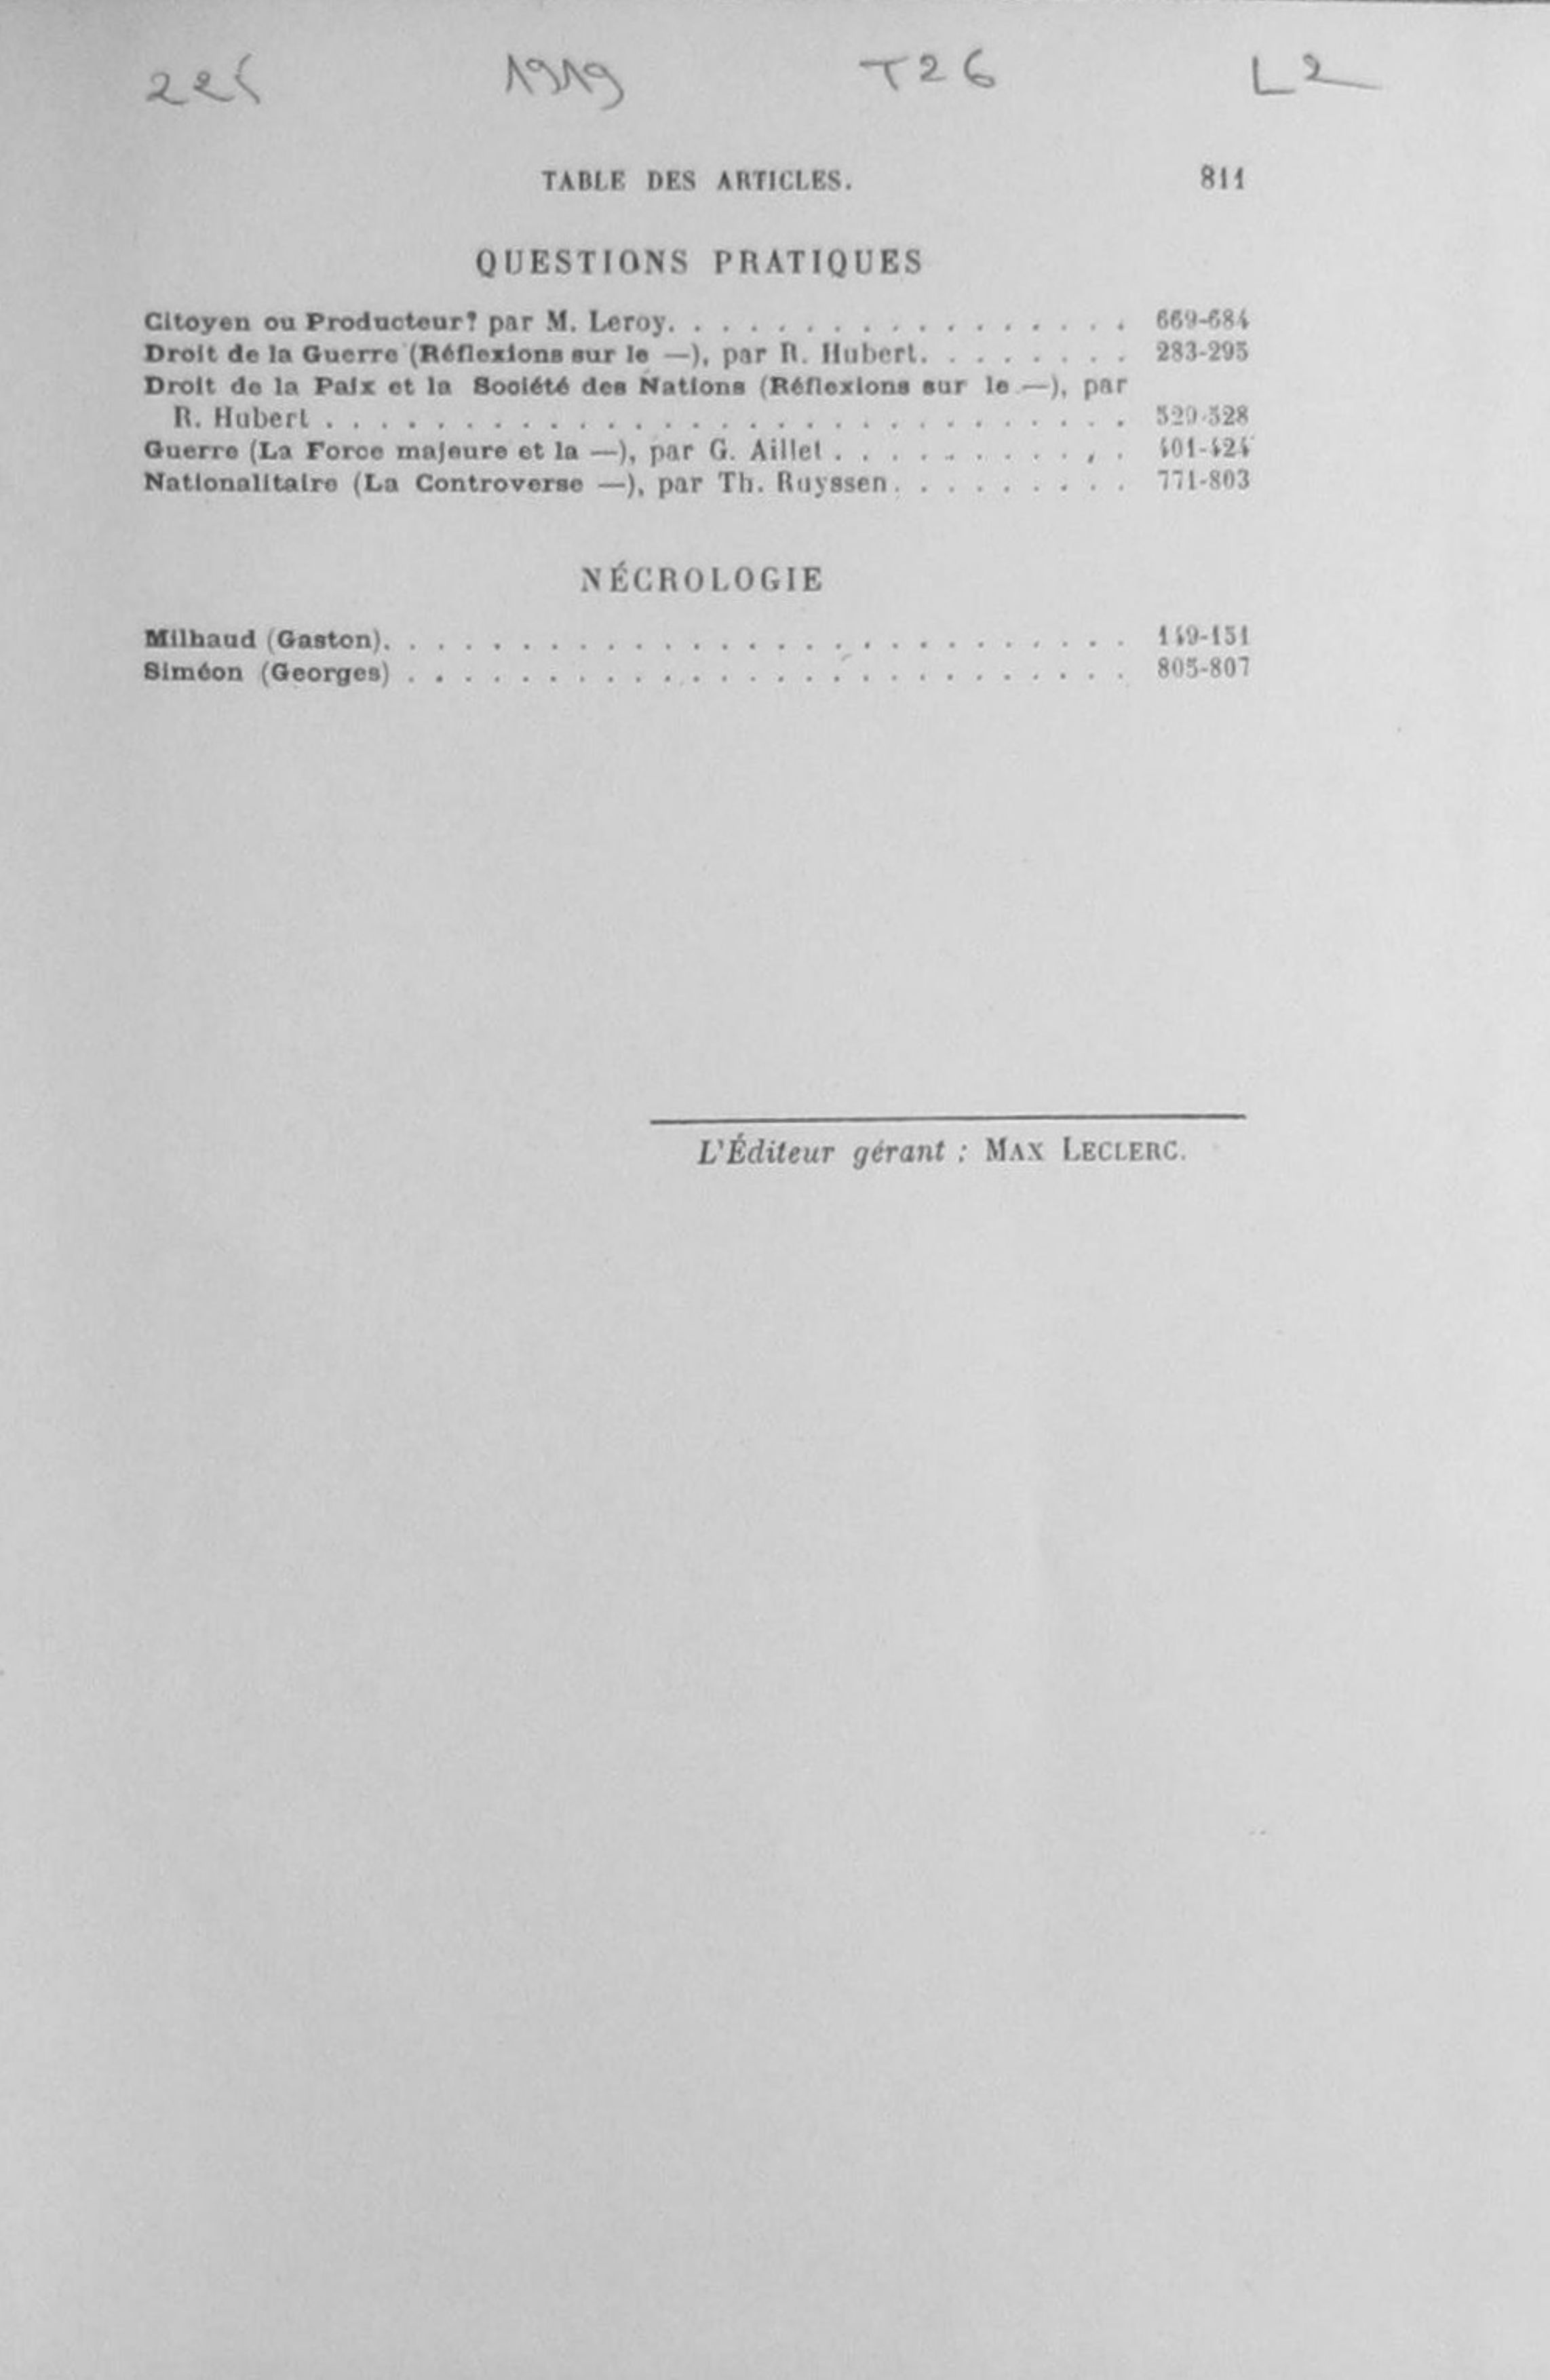 1919 T26 L2
TABLE DES ARTICLES. 811
QUESTIONS PRATIQUES
Citoyen ou Producteur? par M. Leroy. . . . . . . . . . . . . . . . . 669-684
Droit de la Guerre (Réflexions sur le —), par R. Hubert. . . . . . . . 283-295
Droit de la Paix et la Société des Nations (Réflexions sur le —), par
R. Hubert . . . . . . . . . . . . . . . . . . . . . . . . . . . . .
Guerre (La Force majeure et la —), par G. Aillet . . . . . . . . . . . 401-424
Nationalitaire (La Controverse —), par Th. Ruyssen. . . . . . . . . 771-803
NÉCROLOGIE
Milhaud (Gaston). . . . . . . . . . . . . . . . . . . . . . . . . . . 149-151
Siméon (Georges) . . . . . . . . . . . . . . . . . . . . . . . . . . 805-807
L'Éditeur gérant : MAX LECLERC.